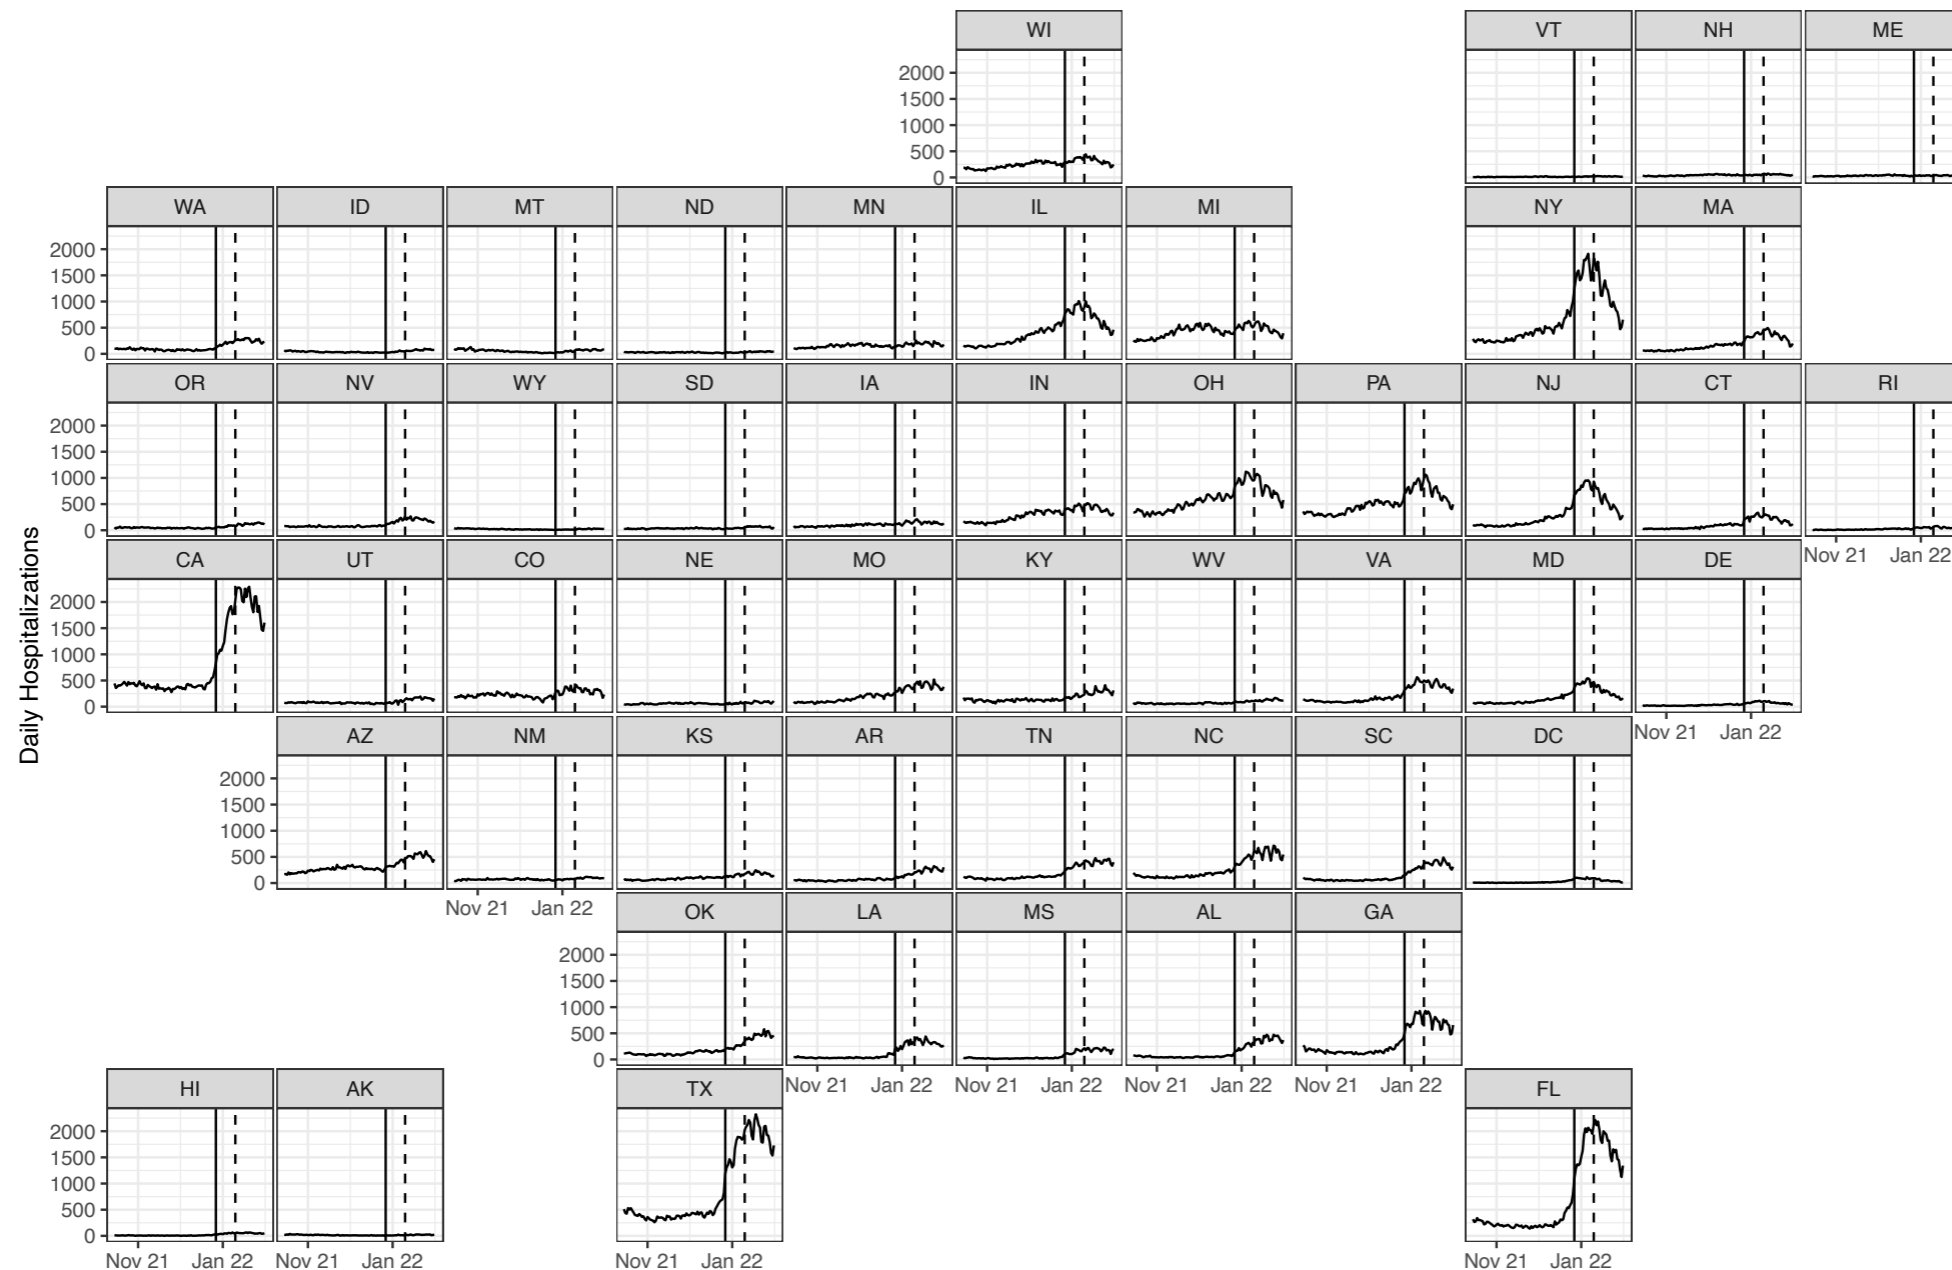 WI VT NH ME
2000
1500
1000
500
0
WA ID MT ND MN IL MI NY MA
2000
1500
1000
500
0
OR NV WY SD IA IN OH PA NJ CT RI
2000
1500
1000
500
0
Nov 21 Jan 22
CA UT CO NE MO KY WV VA MD DE
2000
1500
1000
500
0
Nov 21 Jan 22
Daily Hospitalizations
AZ NM KS AR TN NC SC DC
2000
1500
1000
500
0
Nov 21 Jan 22
OK LA MS AL GA
2000
1500
1000
500
0
Nov 21 Jan 22 Nov 21 Jan 22 Nov 21 Jan 22 Nov 21 Jan 22
HI AK TX FL
2000
1500
1000
500
0
Nov 21 Jan 22 Nov 21 Jan 22 Nov 21 Jan 22 Nov 21 Jan 22